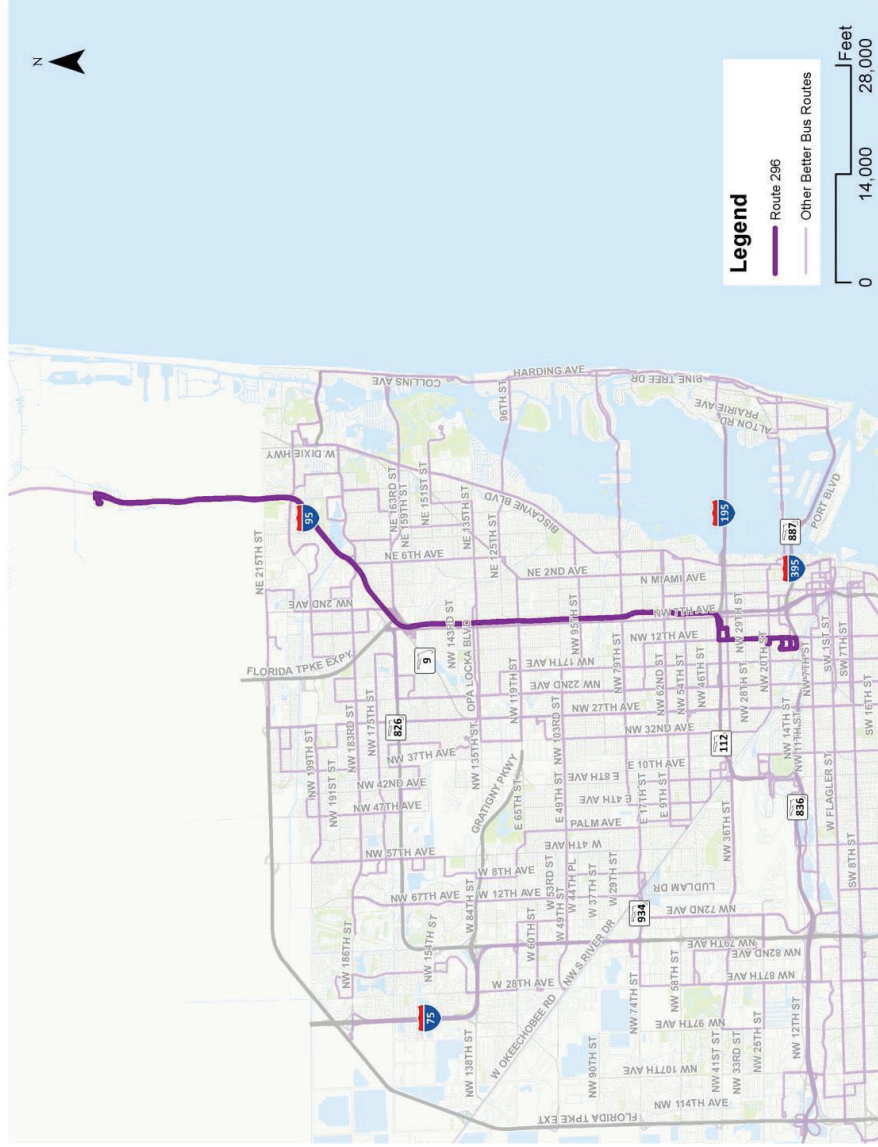 N
Legend
Route 296
Other Better Bus Routes
0
14,000
28,000
Feet
NE 215TH ST
W DIXIE HWY
COLLINS AVE
NE 163RD ST
NE 159TH ST
NE 151ST ST
NE 135TH ST
NE 125TH ST
96TH ST
HARDING AVE
PINE TREE DR
PRAIRIE AVE
ALTON RD
PORT BLVD
887
195
395
95
BISCAYNE BLVD
NE 6TH AVE
NE 2ND AVE
N MIAMI AVE
NW 2ND AVE
NW 7TH AVE
NW 12TH AVE
NW 17TH AVE
NW 22ND AVE
NW 27TH AVE
NW 32ND AVE
E 10TH AVE
E 8TH AVE
E 4TH AVE
PALM AVE
W 4TH AVE
W 8TH AVE
W 12TH AVE
NW 67TH AVE
NW 57TH AVE
NW 47TH AVE
NW 42ND AVE
NW 37TH AVE
FLORIDA TPKE EXPY
9
826
NW 199TH ST
NW 191ST ST
NW 183RD ST
NW 175TH ST
NW 186TH ST
NW 154TH ST
NW 143RD ST
OPA LOCKA BLVD
NW 135TH ST
NW 138TH ST
NW 119TH ST
GRATIGNY PKWY
W 84TH ST
E 65TH ST
NW 103RD ST
E 49TH ST
NW 95TH ST
NW 79TH ST
NW 62ND ST
NW 54TH ST
NW 46TH ST
NW 29TH ST
NW 28TH ST
NW 20TH ST
NW 14TH ST
NW 11TH ST
NW 7TH ST
SW 1ST ST
SW 7TH ST
SW 16TH ST
W FLAGLER ST
SW 8TH ST
836
112
NW 36TH ST
E 17TH ST
E 9TH ST
W 60TH ST
W 53RD ST
W 49TH ST
W 44TH PL
W 37TH ST
W 29TH ST
LUDLAM DR
NW 72ND AVE
NW 79TH AVE
NW 82ND AVE
NW 87TH AVE
NW 97TH AVE
NW 107TH AVE
NW 114TH AVE
934
NW S RIVER DR
W OKEECHOBEE RD
W 28TH AVE
75
NW 90TH ST
NW 74TH ST
NW 58TH ST
NW 41ST ST
NW 33RD ST
NW 25TH ST
NW 12TH ST
FLORIDA TPKE EXT